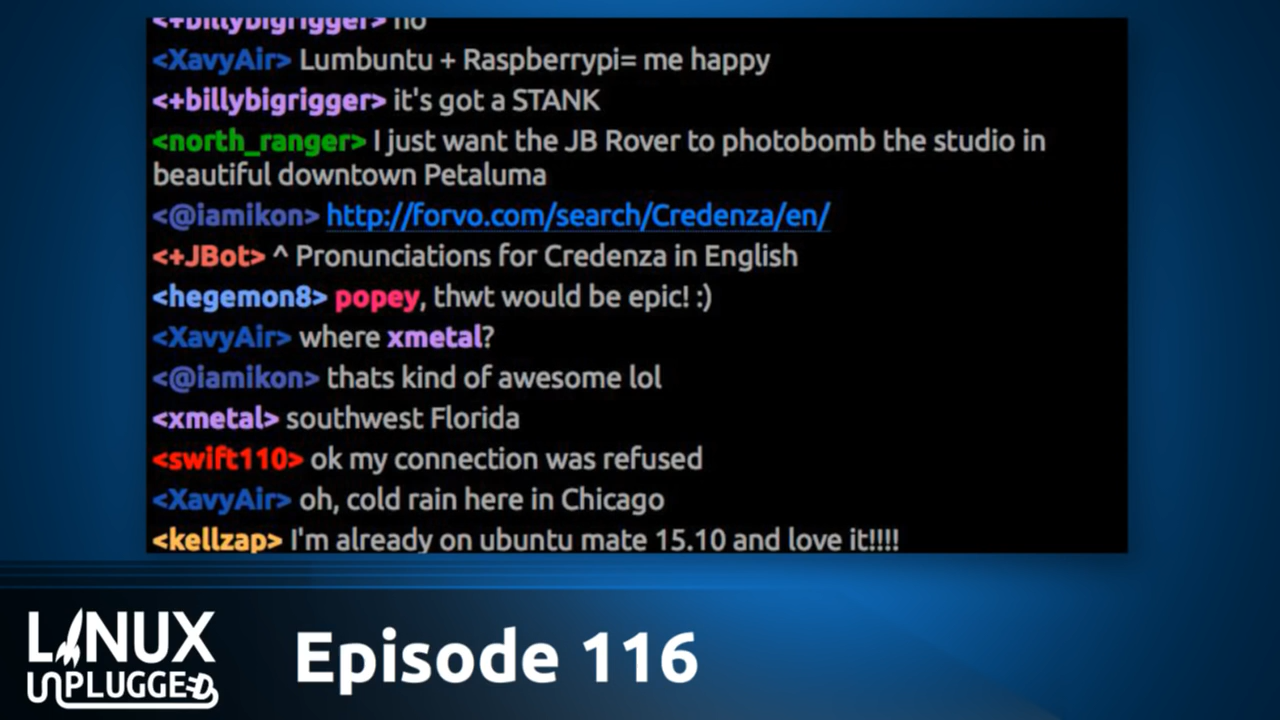 <+billybigrigger> no
<XavyAir> Lumbuntu + Raspberrypi= me happy
<+billybigrigger> it's got a STANK
<north_ranger> I just want the JB Rover to photobomb the studio in
beautiful downtown Petaluma
<@iamikon> http://forvo.com/search/Credenza/en/
<+JBot> ^ Pronunciations for Credenza in English
<hegemon8> popey, thwt would be epic! :)
<XavyAir> where xmetal?
<@iamikon> thats kind of awesome lol
<xmetal> southwest Florida
<swift110> ok my connection was refused
<XavyAir> oh, cold rain here in Chicago
<kellzap> I'm already on ubuntu mate 15.10 and love it!!!!
LINUX
UNPLUGGED
Episode 116